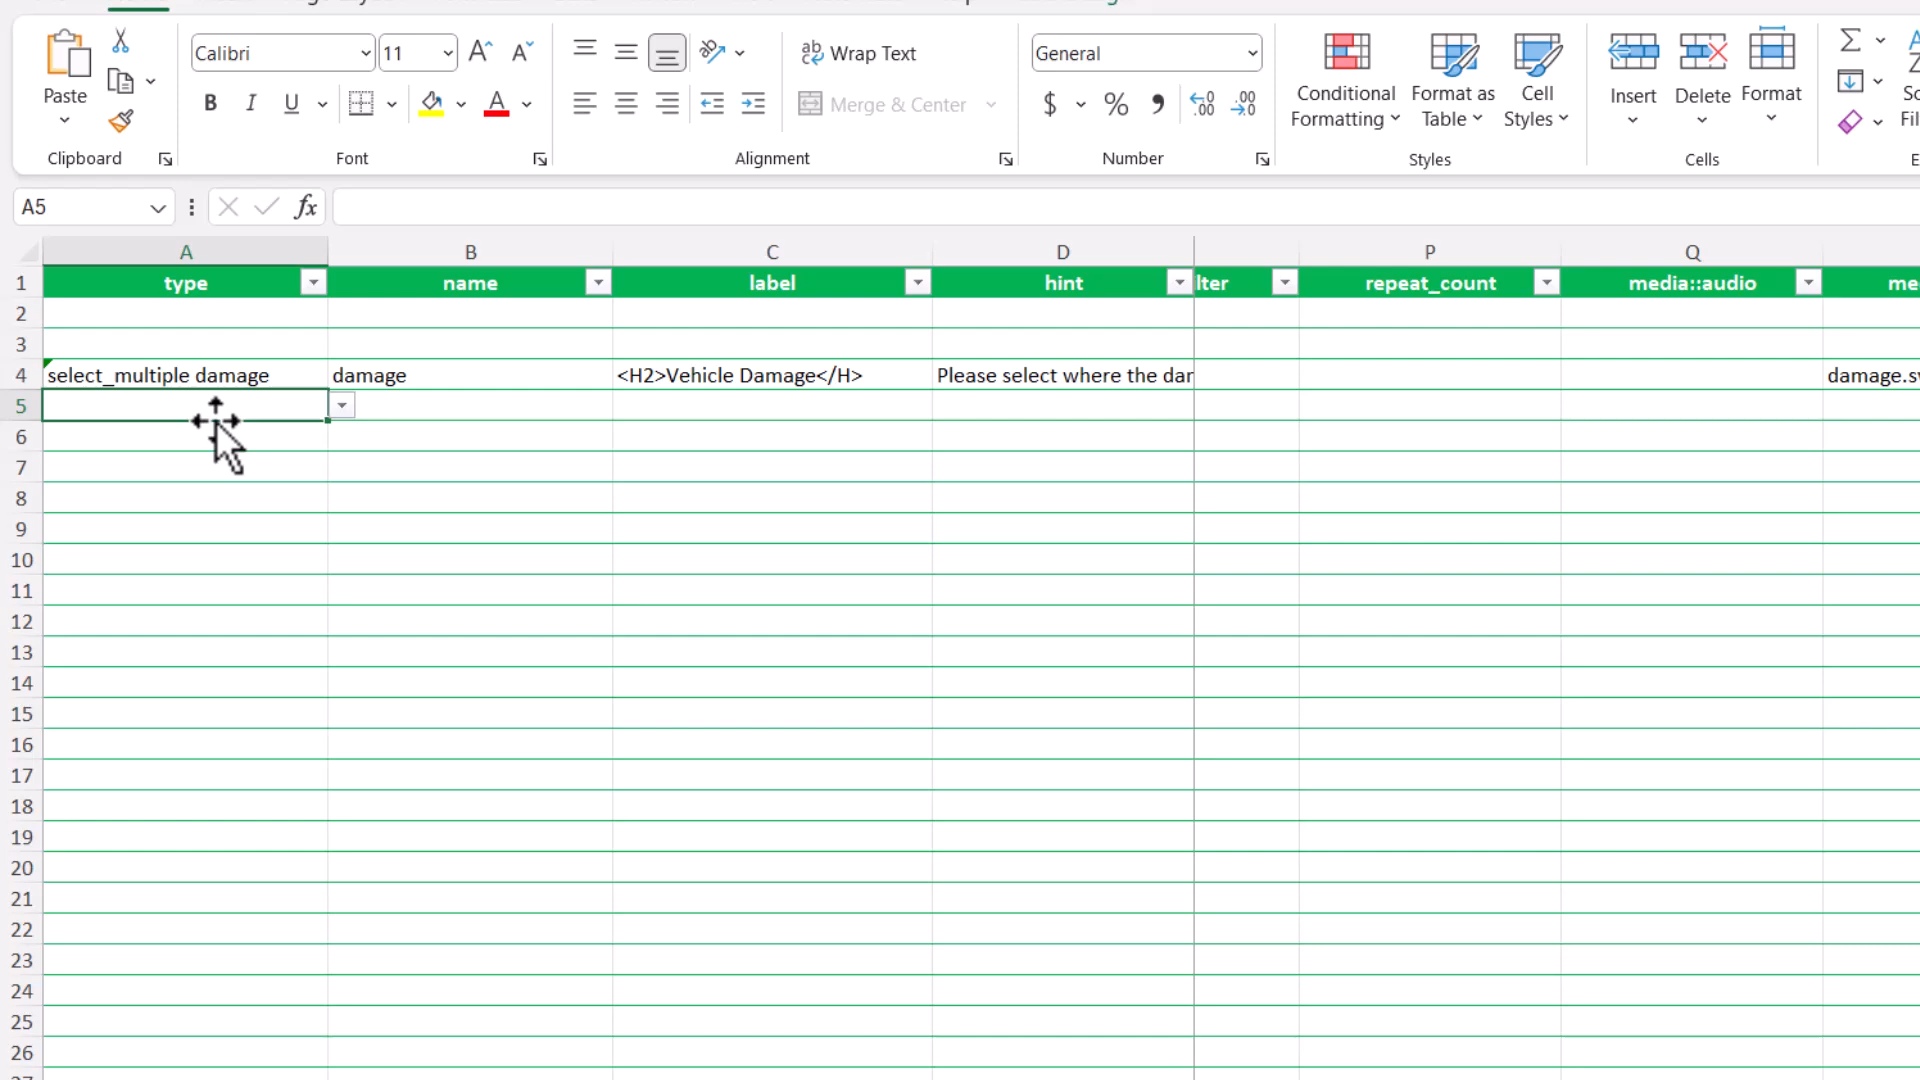 Paste
Clipboard
Calibri
11
B I U
Font
Wrap Text
Merge & Center
Alignment
General
$ % 9
Number
Conditional
Formatting
Format as
Table
Cell
Styles
Styles
Insert
Delete
Format
Cells
A5
fx
A B C D P Q
1 type name label hint lter repeat_count media::audio me
2
3
4 select_multiple damage damage <H2>Vehicle Damage</H> Please select where the dar damage.sv
5
6
7
8
9
10
11
12
13
14
15
16
17
18
19
20
21
22
23
24
25
26